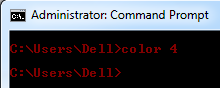 Administrator: Command Prompt
C:\Users\Dell>color 4
C:\Users\Dell>